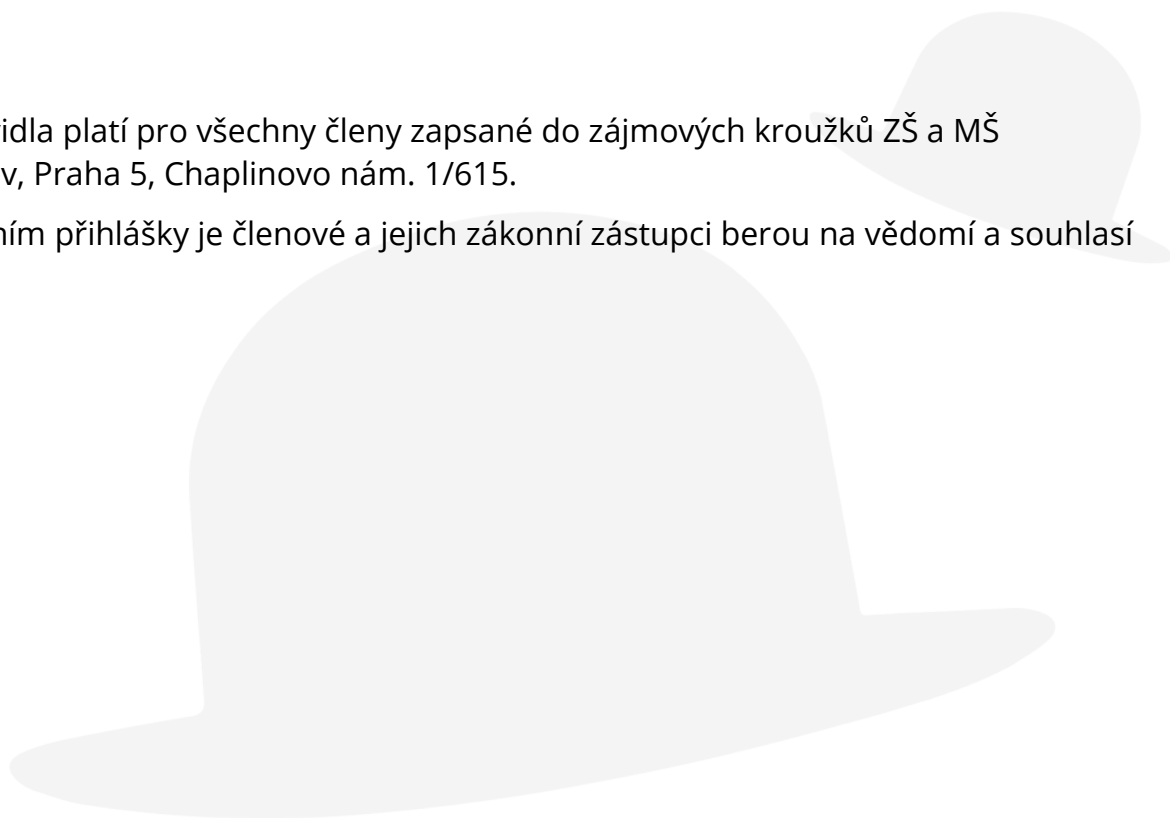 idla platí pro všechny členy zapsané do zájmových kroužků ZŠ a MŠ
v, Praha 5, Chaplinovo nám. 1/615.
ním přihlášky je členové a jejich zákonní zástupci berou na vědomí a souhlasí